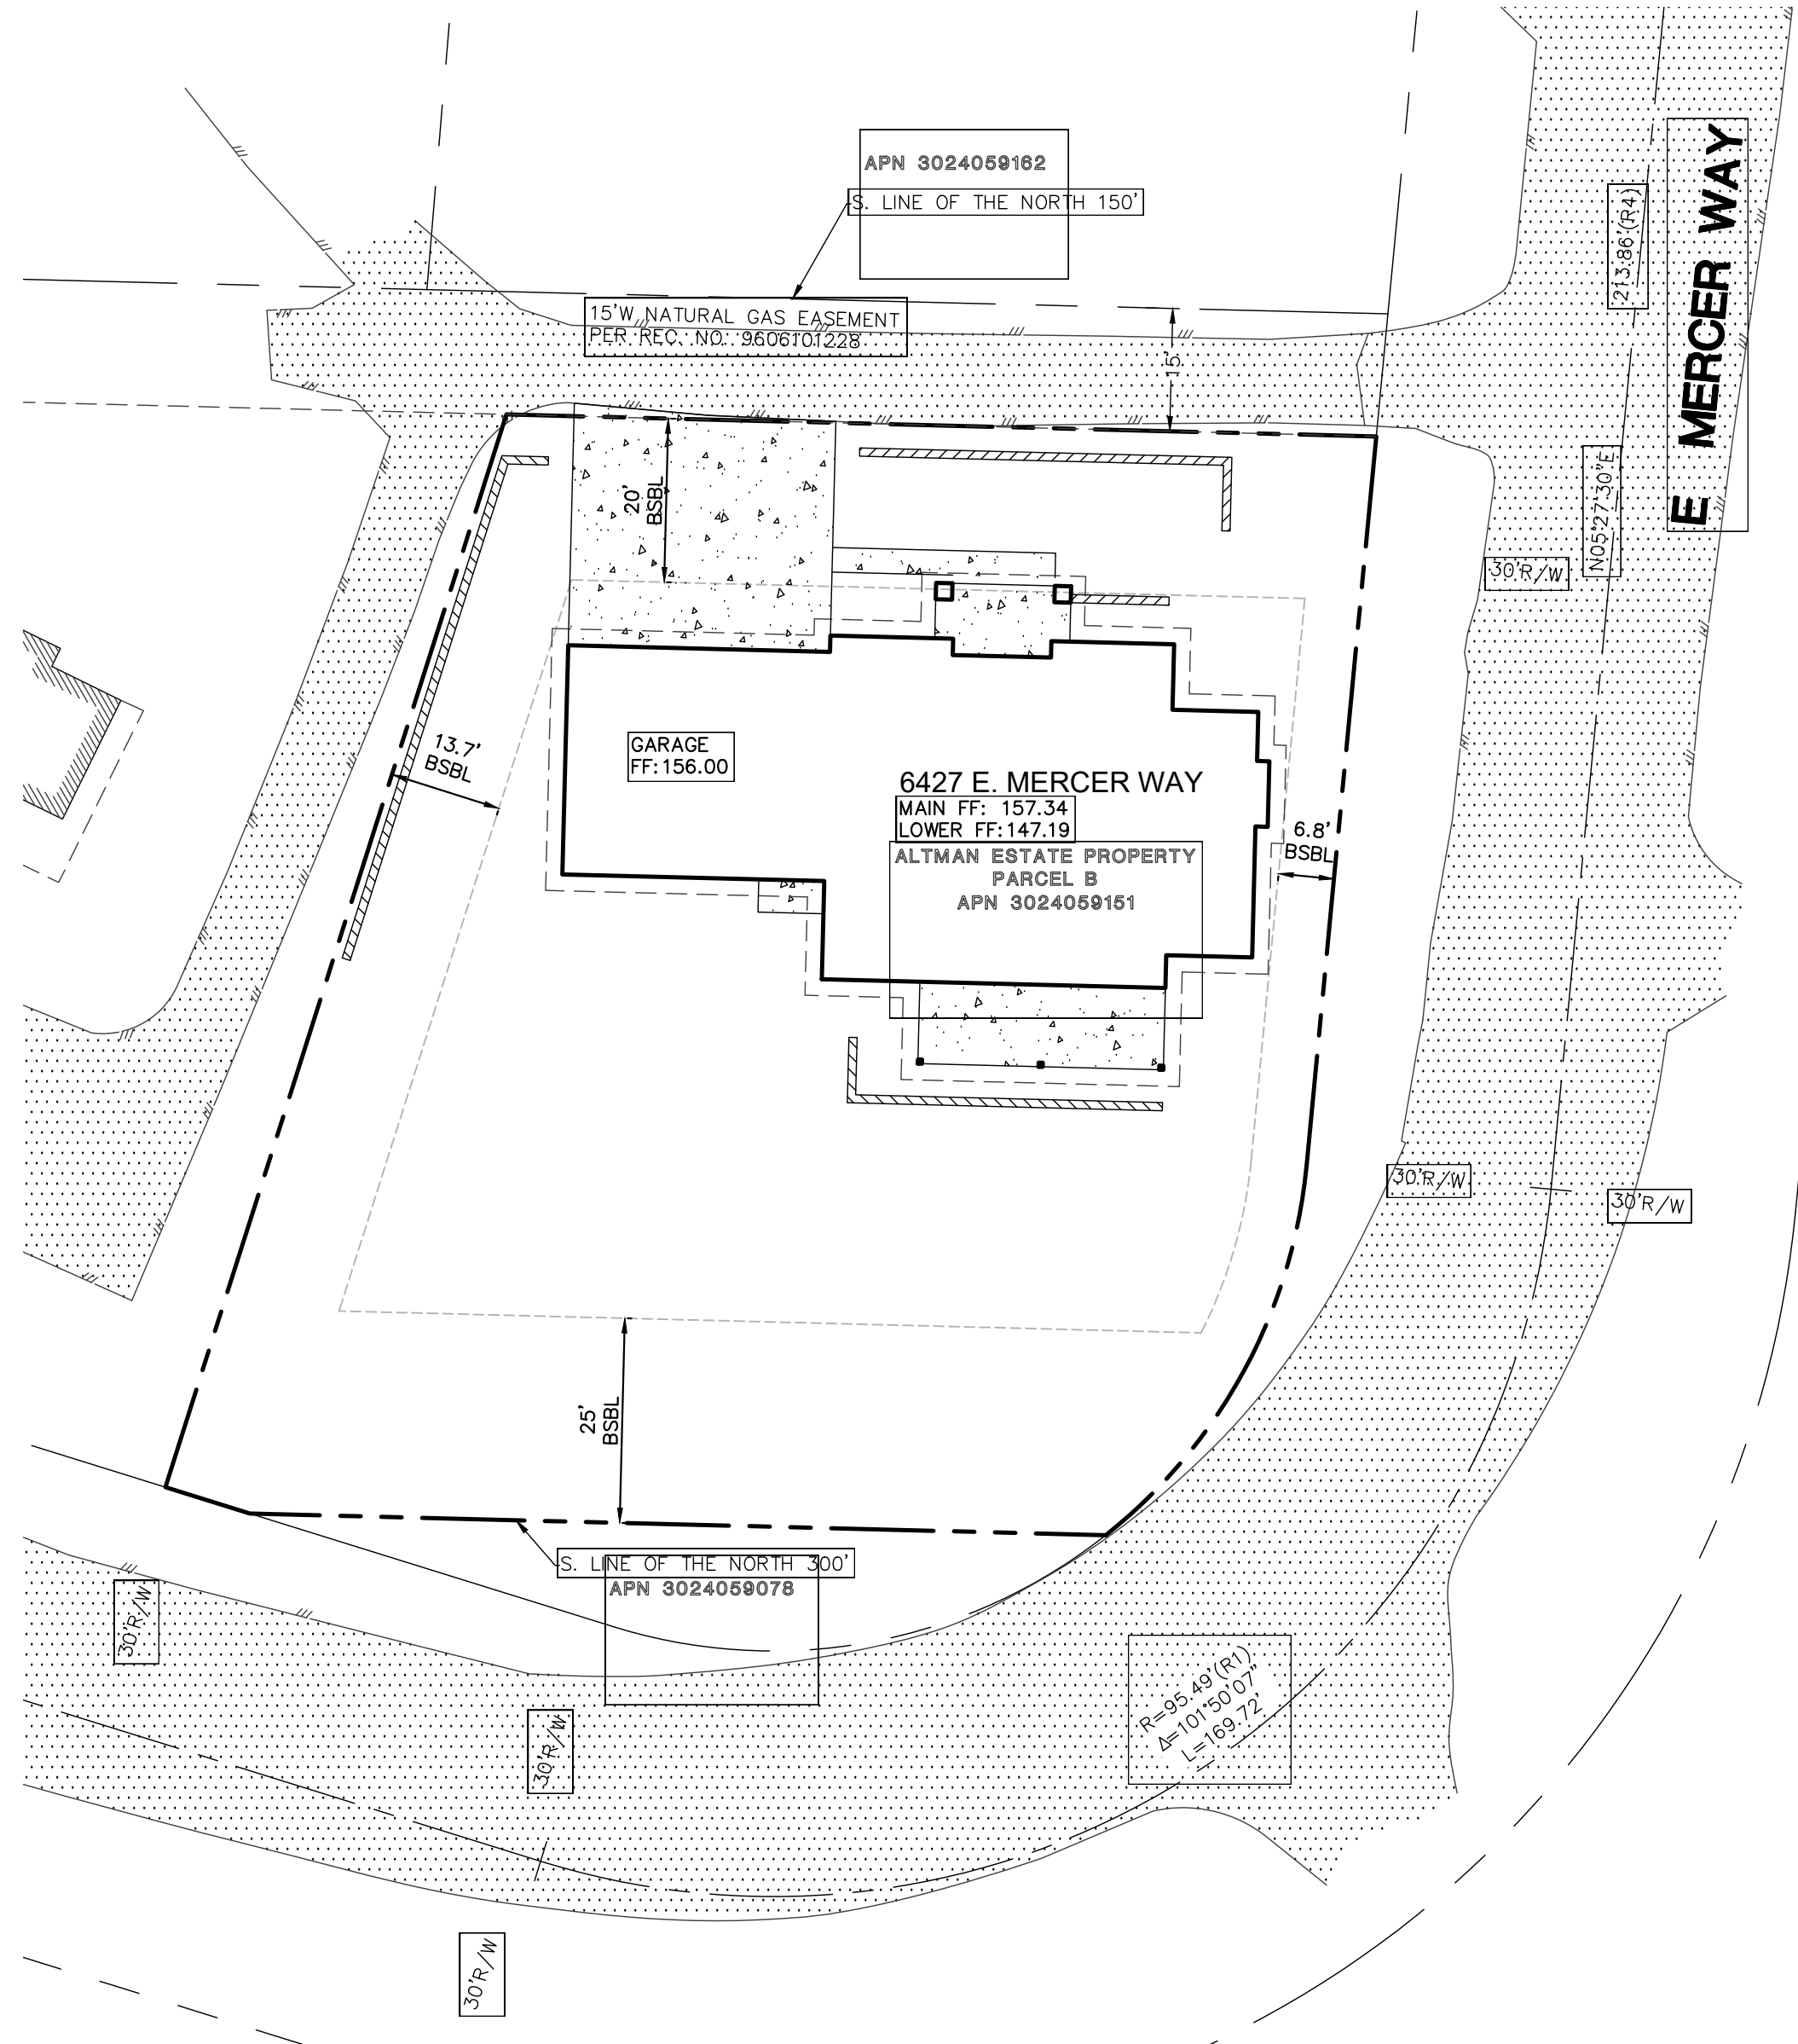 APN 3024059162
S. LINE OF THE NORTH 150'
213.86'(R4)
E MERCER WAY
15'W NATURAL GAS EASEMENT
PER REC. NO. 9606101228
15'
20'
BSBL
N05°27'30"E
30'R/W
13.7'
BSBL
GARAGE
FF:156.00
6427 E. MERCER WAY
MAIN FF: 157.34
LOWER FF:147.19
6.8'
BSBL
ALTMAN ESTATE PROPERTY
PARCEL B
APN 3024059151
30'R/W
30'R/W
25'
BSBL
S. LINE OF THE NORTH 300'
APN 3024059078
30'R/W
R=95.49'(R1)
Δ=101°50'07"
L=169.72'
30'R/W
30'R/W